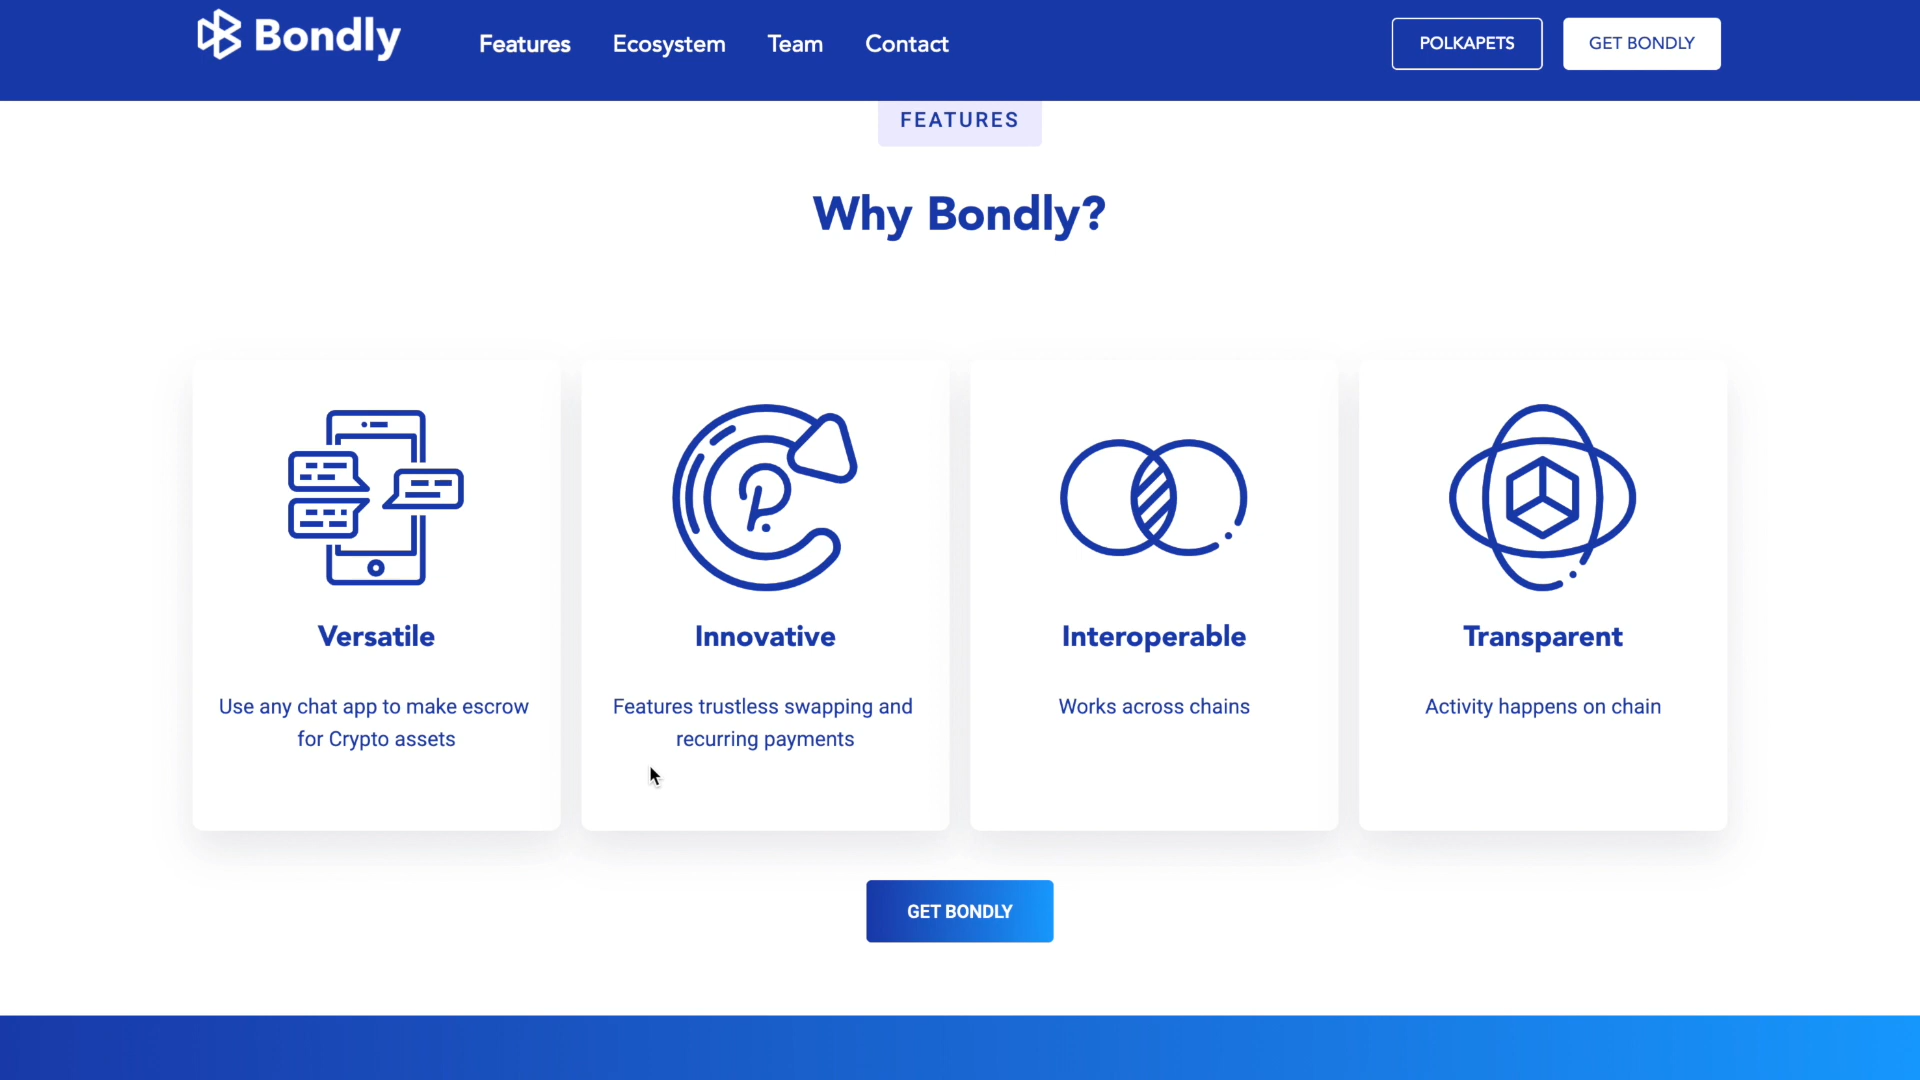 Bondly
Features
Ecosystem
Team
Contact
POLKAPETS
GET BONDLY
FEATURES
Why Bondly?
Versatile
Use any chat app to make escrow
for Crypto assets
Innovative
Features trustless swapping and
recurring payments
Interoperable
Works across chains
Transparent
Activity happens on chain
GET BONDLY